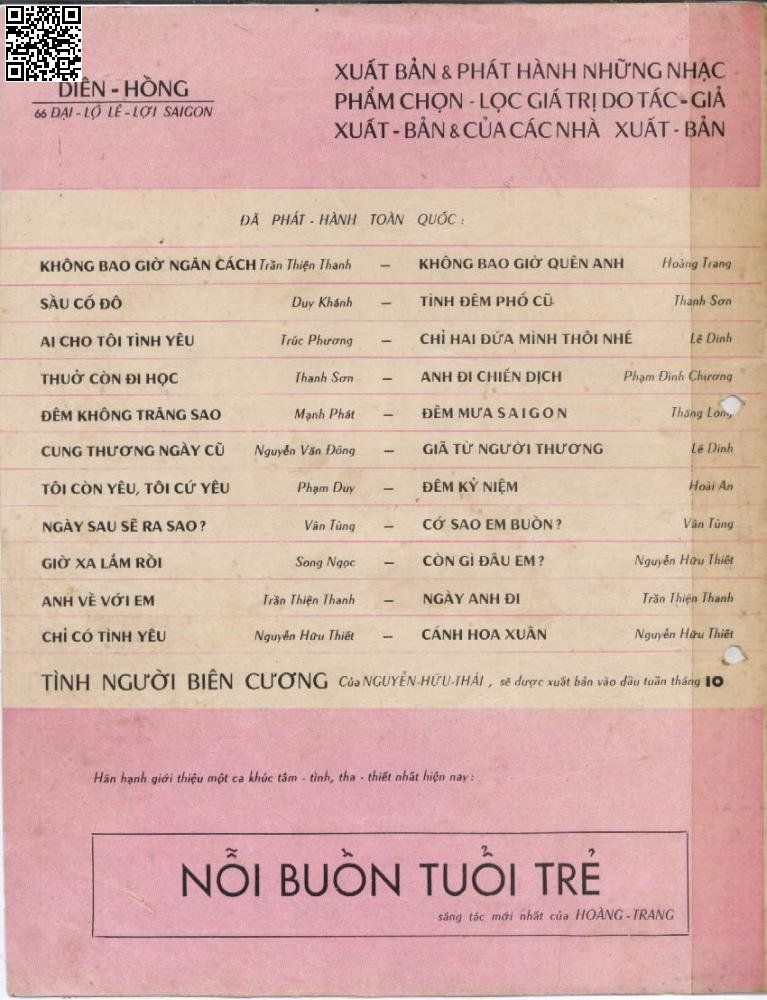 DIÊN - HỒNG
66 ĐẠI - LỘ LÊ - LỢI SAIGON
XUẤT BẢN & PHÁT HÀNH NHỮNG NHẠC
PHẨM CHỌN - LỌC GIÁ TRỊ DO TÁC - GIẢ
XUẤT - BẢN & CỦA CÁC NHÀ XUẤT - BẢN
ĐÃ PHÁT - HÀNH TOÀN QUỐC :
KHÔNG BAO GIỜ NGĂN CÁCH Trần Thiện Thanh — KHÔNG BAO GIỜ QUÊN ANH Hoàng Trang
SẦU CỐ ĐÔ Duy Khánh — TÌNH ĐÊM PHỐ CŨ Thanh Sơn
AI CHO TÔI TÌNH YÊU Trúc Phương — CHỈ HAI ĐỨA MÌNH THÔI NHÉ Lê Dinh
THUỞ CÒN ĐI HỌC Thanh Sơn — ANH ĐI CHIẾN DỊCH Phạm Đình Chương
ĐÊM KHÔNG TRĂNG SAO Mạnh Phát — ĐÊM MƯA SAIGON Thăng Long
CUNG THƯƠNG NGÀY CŨ Nguyễn Văn Đông — GIÃ TỪ NGƯỜI THƯƠNG Lê Dinh
TÔI CÒN YÊU, TÔI CỨ YÊU Phạm Duy — ĐÊM KỶ NIỆM Hoài An
NGÀY SAU SẼ RA SAO? Văn Tùng — CỚ SAO EM BUỒN? Văn Tùng
GIỜ XA LẮM RỒI Song Ngọc — CÒN GÌ ĐÂU EM? Nguyễn Hữu Thiết
ANH VỀ VỚI EM Trần Thiện Thanh — NGÀY ANH ĐI Trần Thiện Thanh
CHỈ CÓ TÌNH YÊU Nguyễn Hữu Thiết — CÁNH HOA XUÂN Nguyễn Hữu Thiết
TÌNH NGƯỜI BIÊN CƯƠNG Của NGUYỄN-HỮU-THÁI , sẽ được xuất bản vào đầu tuần tháng 10
Hân hạnh giới thiệu một ca khúc tâm - tình, tha - thiết nhất hiện nay :
NỖI BUỒN TUỔI TRẺ
sáng tác mới nhất của HOÀNG - TRANG